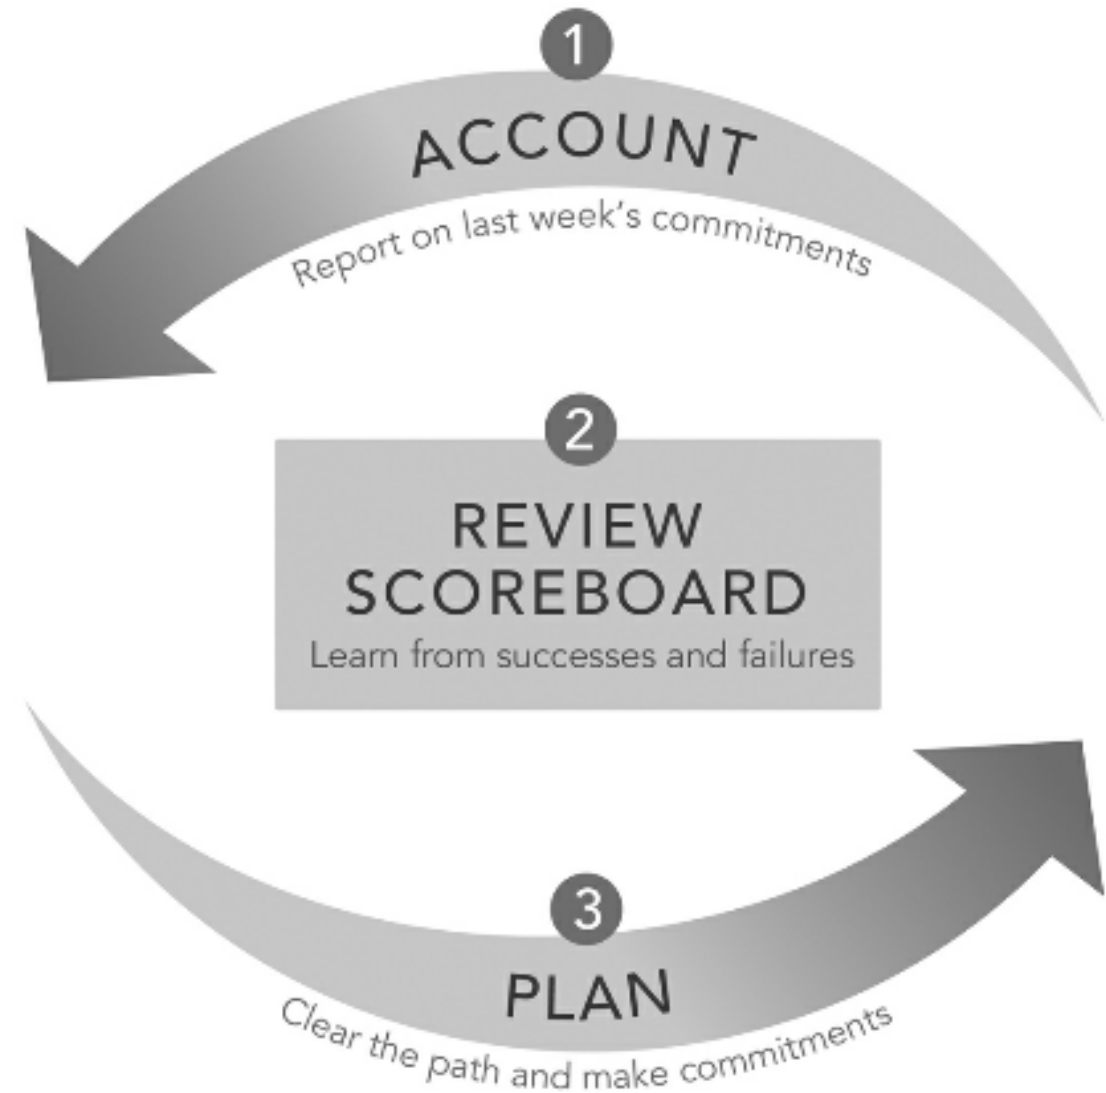 1
ACCOUNT
Report on last week's commitments
2
REVIEW
SCOREBOARD
Learn from successes and failures
3
PLAN
Clear the path and make commitments